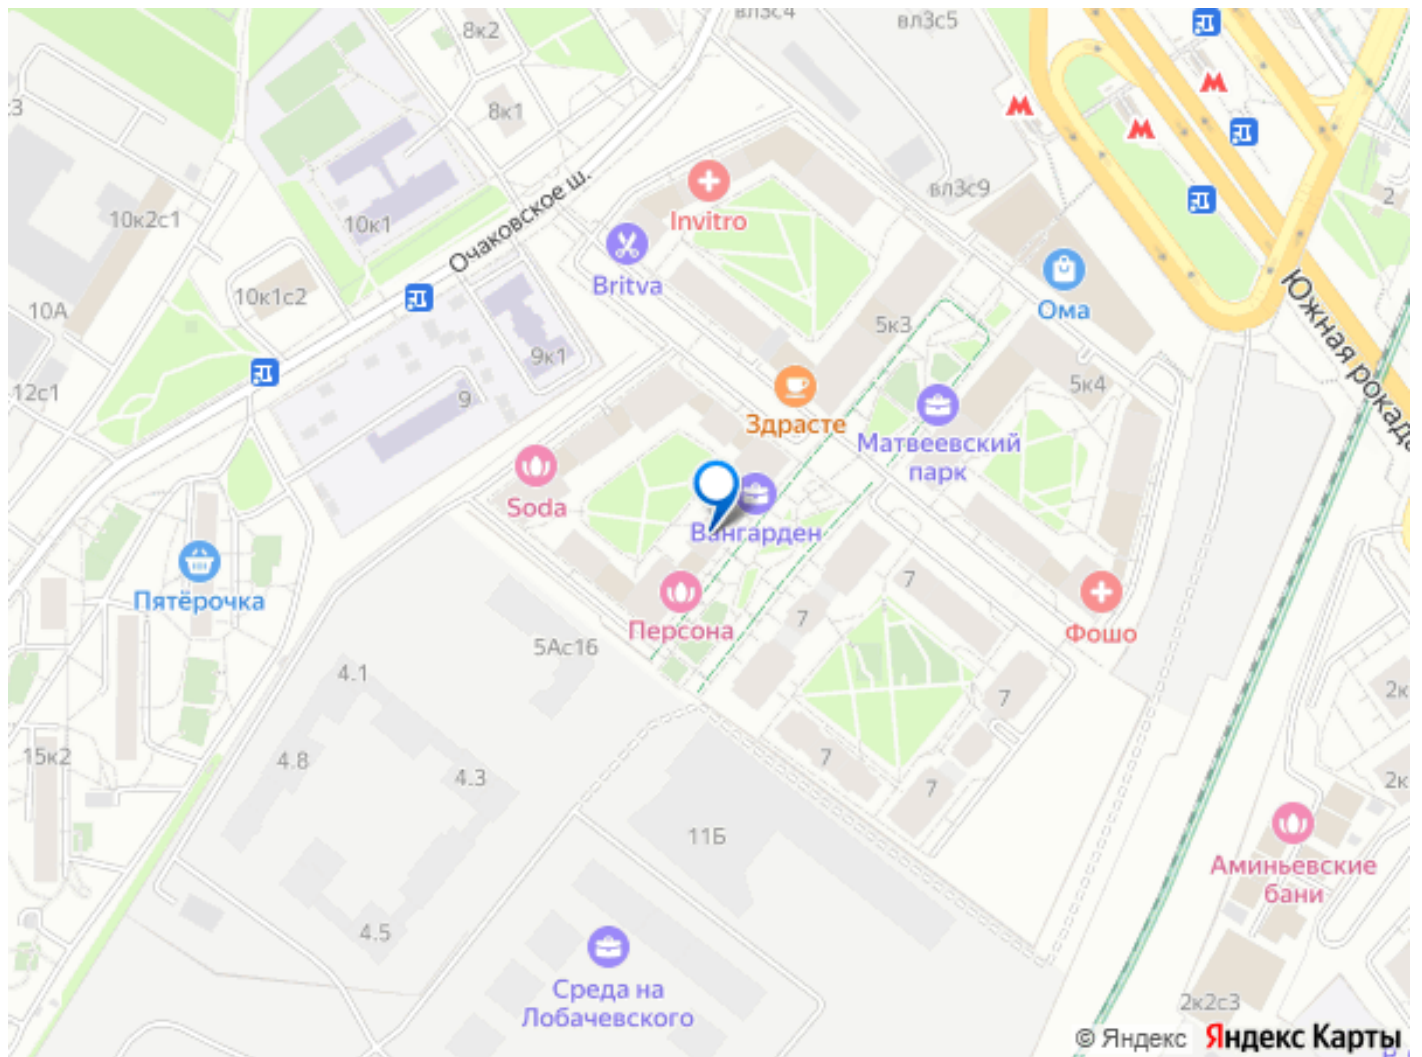 8к2
вл3с4
вл3с5
8к1
10к2с1
10к1
Очаковское ш.
Invitro
вл3с9
2
Britva
10к1с2
10А
Ома
Южная рокада
5к3
9к1
5к4
12с1
9
Здрасте
Матвеевский
парк
Soda
Вангарден
7
Пятёрочка
7
Персона
Фошо
5Ас16
4.1
7
2к
15к2
4.8
4.3
7
7
2к
11Б
Аминьевские
бани
4.5
Среда на
Лобачевского
2к2с3
© Яндекс
Яндекс Карты